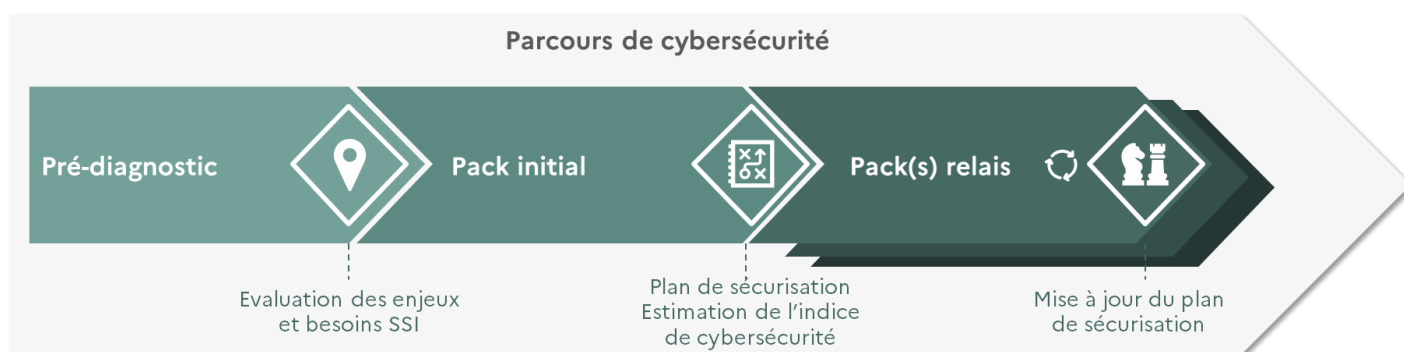 Parcours de cybersécurité
Pré-diagnostic
Pack initial
Pack(s) relais
Evaluation des enjeux
et besoins SSI
Plan de sécurisation
Estimation de l'indice
de cybersécurité
Mise à jour du plan
de sécurisation